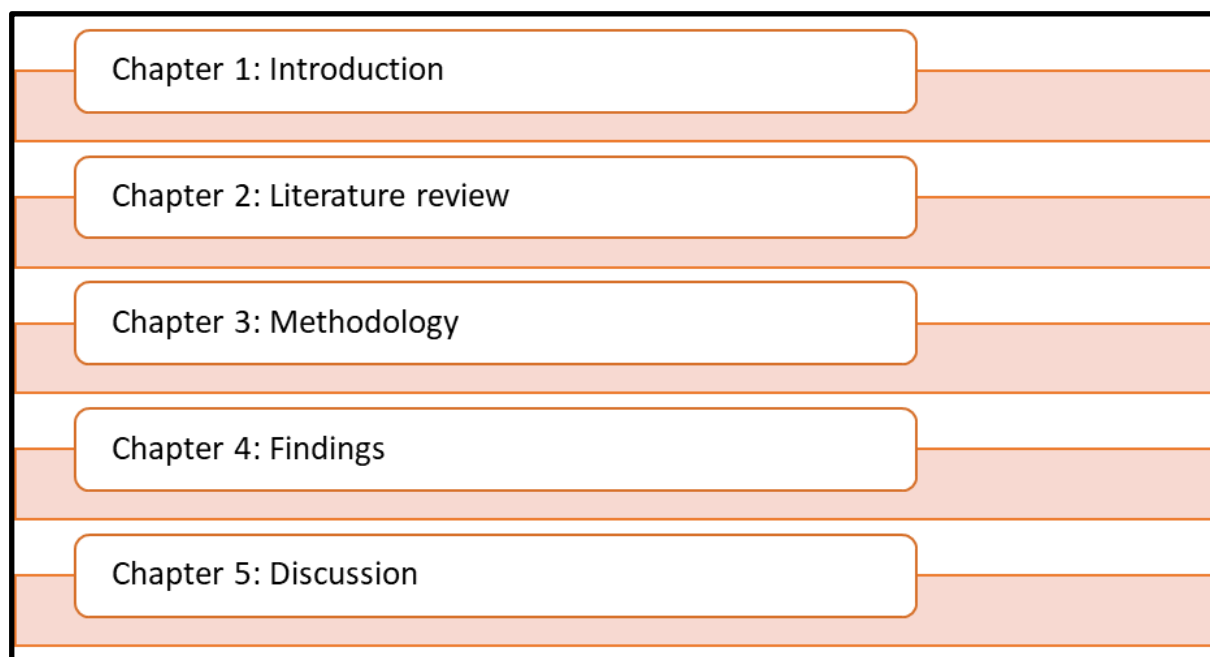 Chapter 1: Introduction
Chapter 2: Literature review
Chapter 3: Methodology
Chapter 4: Findings
Chapter 5: Discussion